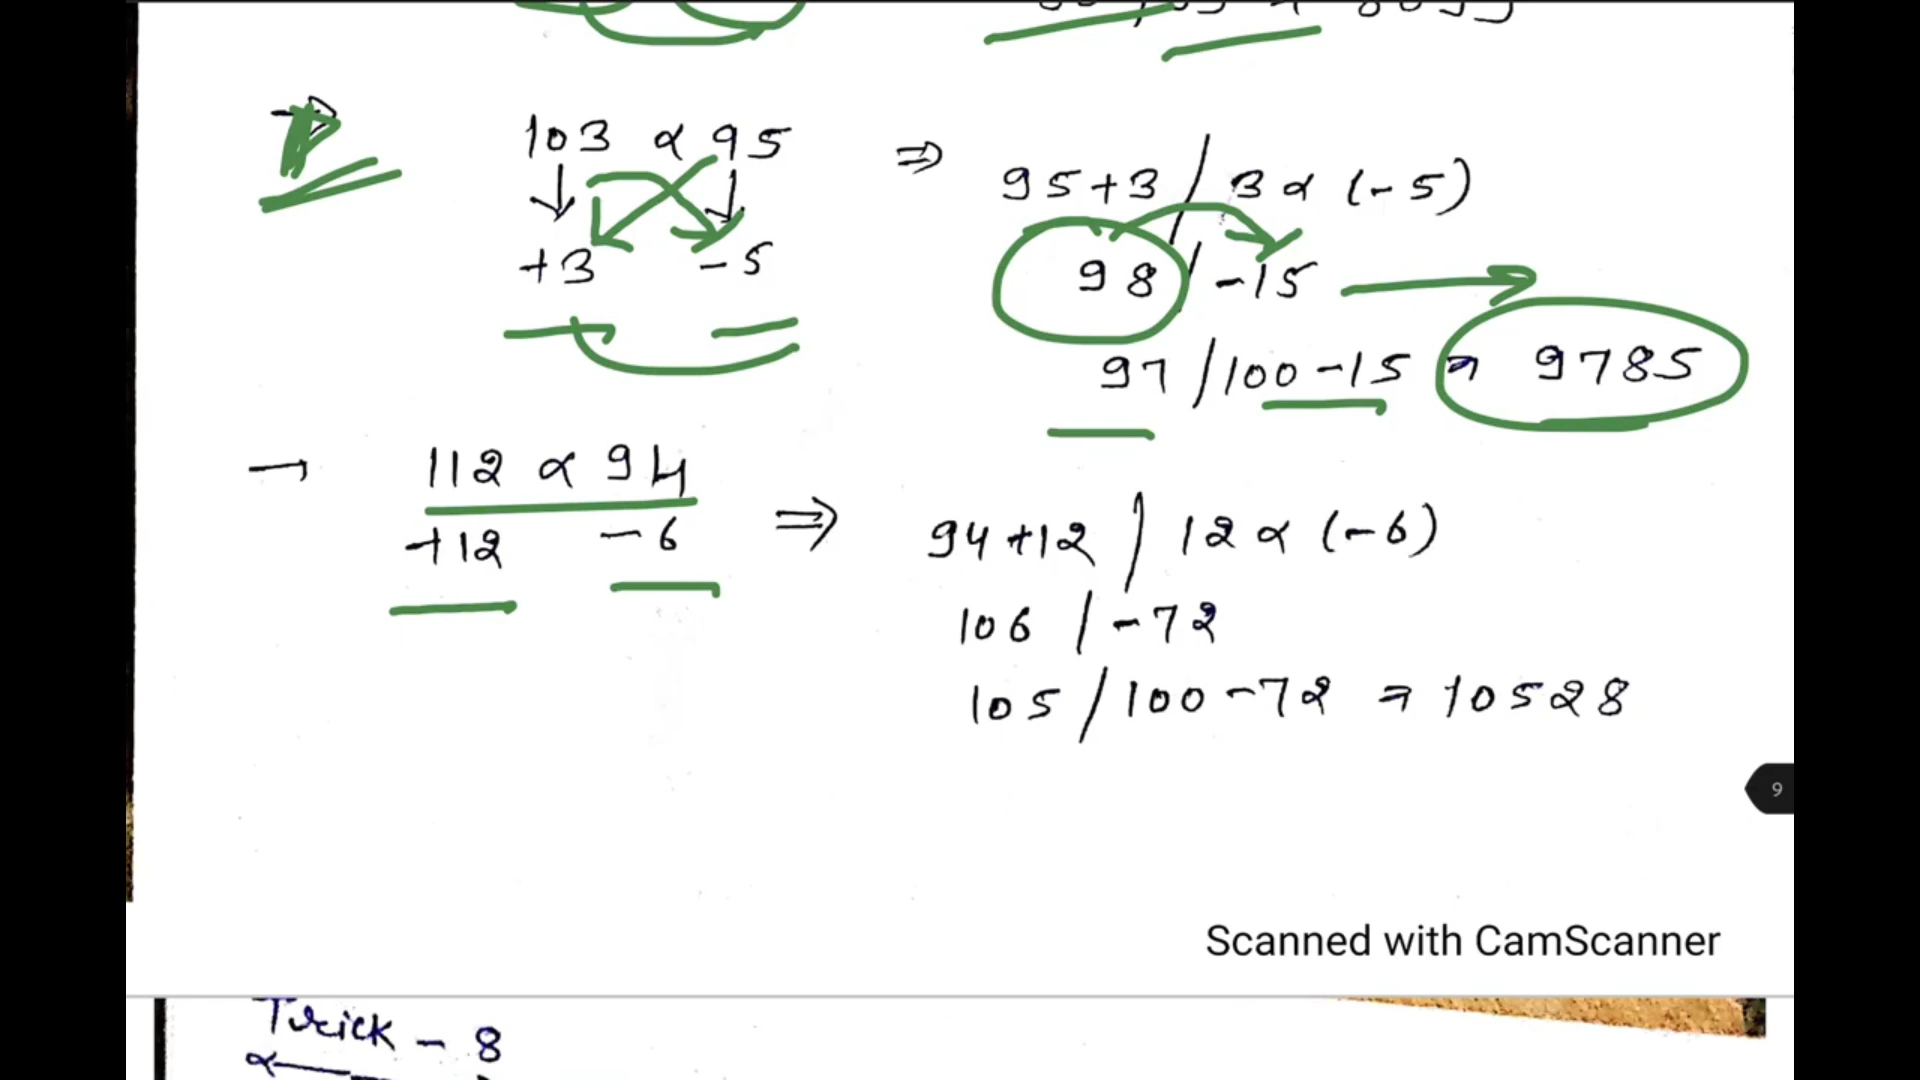 103 × 95 ⇒ 95+3 / 3 × (-5)
+3 -5 98 / -15
97 / 100-15 = 9785
→ 112 × 94
+12 -6 ⇒ 94+12 / 12 × (-6)
106 / -72
105 / 100-72 = 10528
9
Scanned with CamScanner
Trick - 8